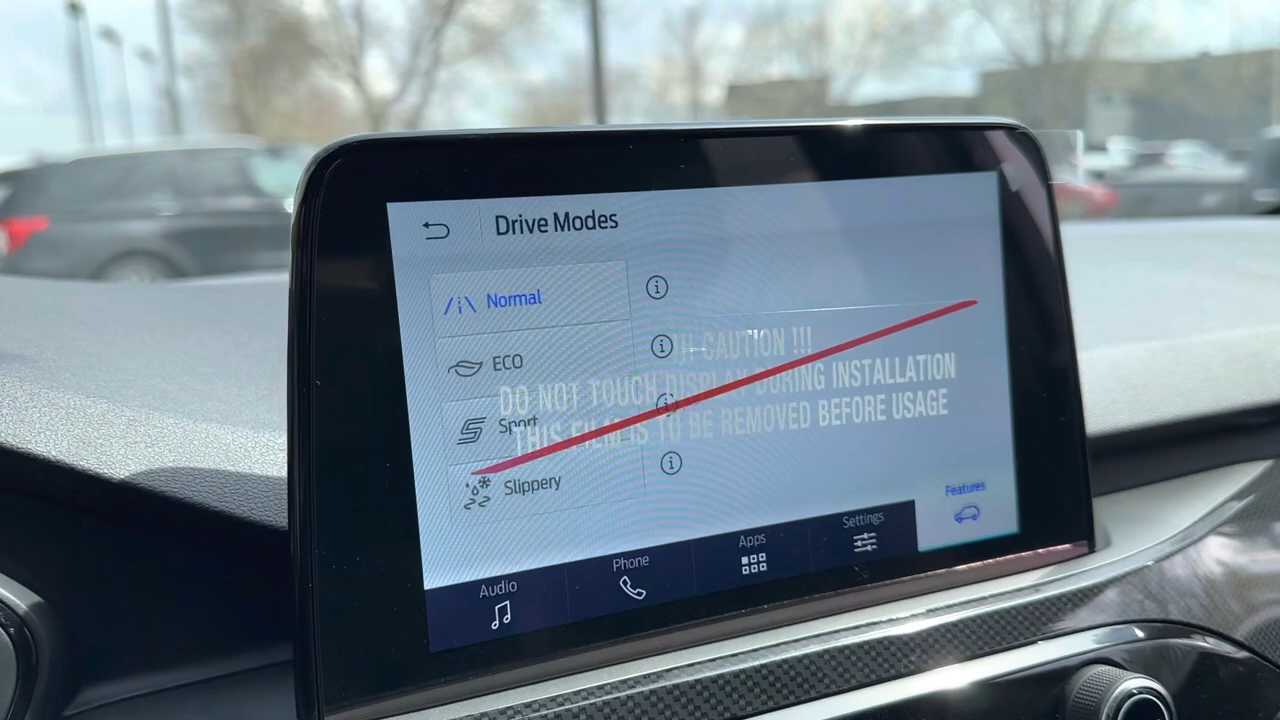 Drive Modes
Normal
ECO
Sport
Slippery
!!! CAUTION !!!
DO NOT TOUCH DISPLAY DURING INSTALLATION
THIS FILM IS TO BE REMOVED BEFORE USAGE
Features
Audio
Phone
Apps
Settings